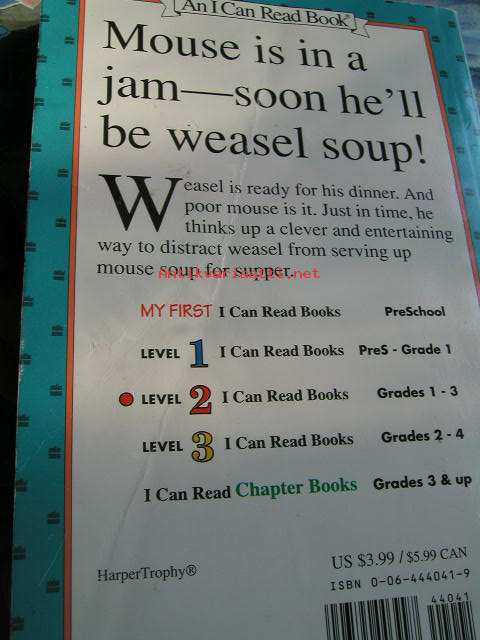 An I Can Read Book®
Mouse is in a
jam—soon he'll
be weasel soup!
Weasel is ready for his dinner. And
poor mouse is it. Just in time, he
thinks up a clever and entertaining
way to distract weasel from serving up
mouse soup for supper.
MY FIRST I Can Read Books PreSchool
LEVEL 1 I Can Read Books PreS - Grade 1
LEVEL 2 I Can Read Books Grades 1 - 3
LEVEL 3 I Can Read Books Grades 2 - 4
I Can Read Chapter Books Grades 3 & up
HarperTrophy®
US $3.99 / $5.99 CAN
ISBN 0-06-444041-9
44041